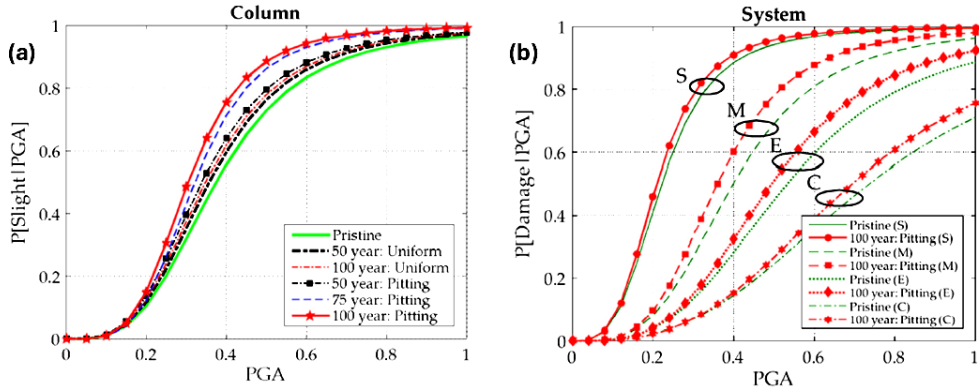 Column
(a)
P[Slight|PGA]
1
0.8
0.6
0.4
0.2
0
0 0.2 0.4 0.6 0.8 1
PGA
Pristine
50 year: Uniform
100 year: Uniform
50 year: Pitting
75 year: Pitting
100 year: Pitting
System
(b)
P[Damage|PGA]
1
0.8
0.6
0.4
0.2
0
0 0.2 0.4 0.6 0.8 1
PGA
S
M
E
C
Pristine (S)
100 year: Pitting (S)
Pristine (M)
100 year: Pitting (M)
Pristine (E)
100 year: Pitting (E)
Pristine (C)
100 year: Pitting (C)